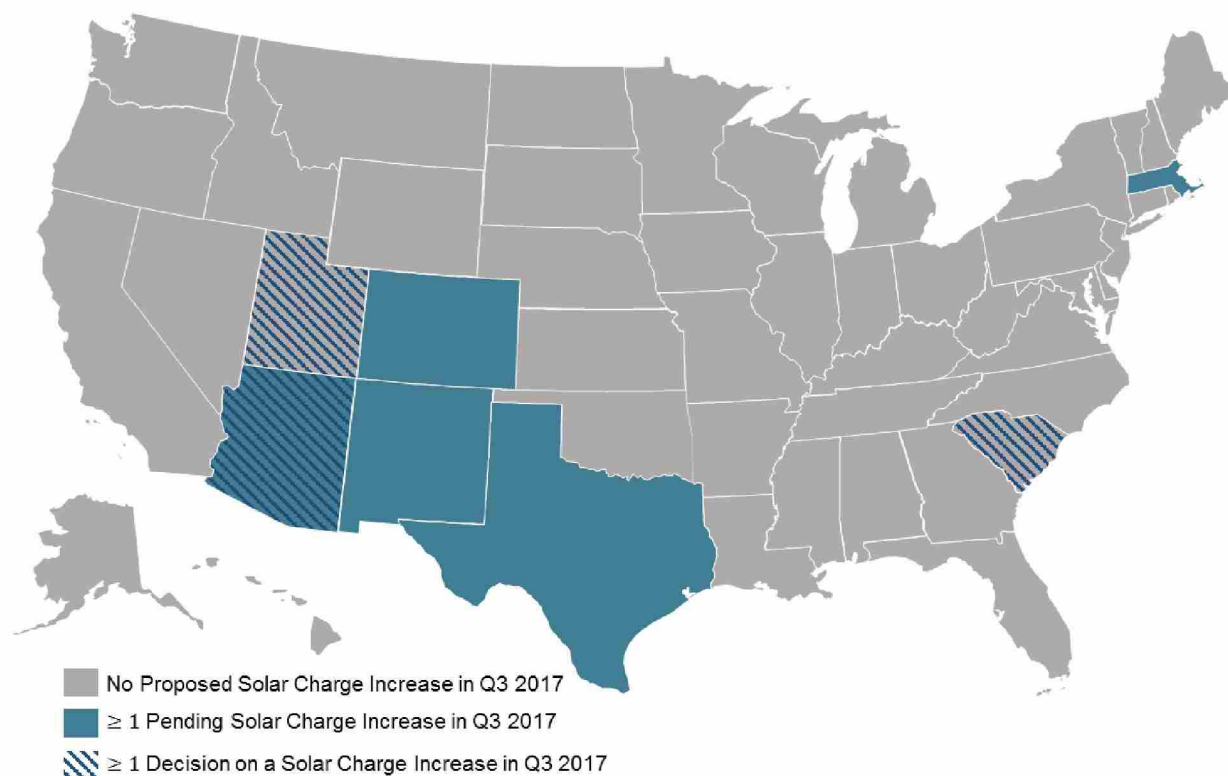 No Proposed Solar Charge Increase in Q3 2017
≥ 1 Pending Solar Charge Increase in Q3 2017
≥ 1 Decision on a Solar Charge Increase in Q3 2017